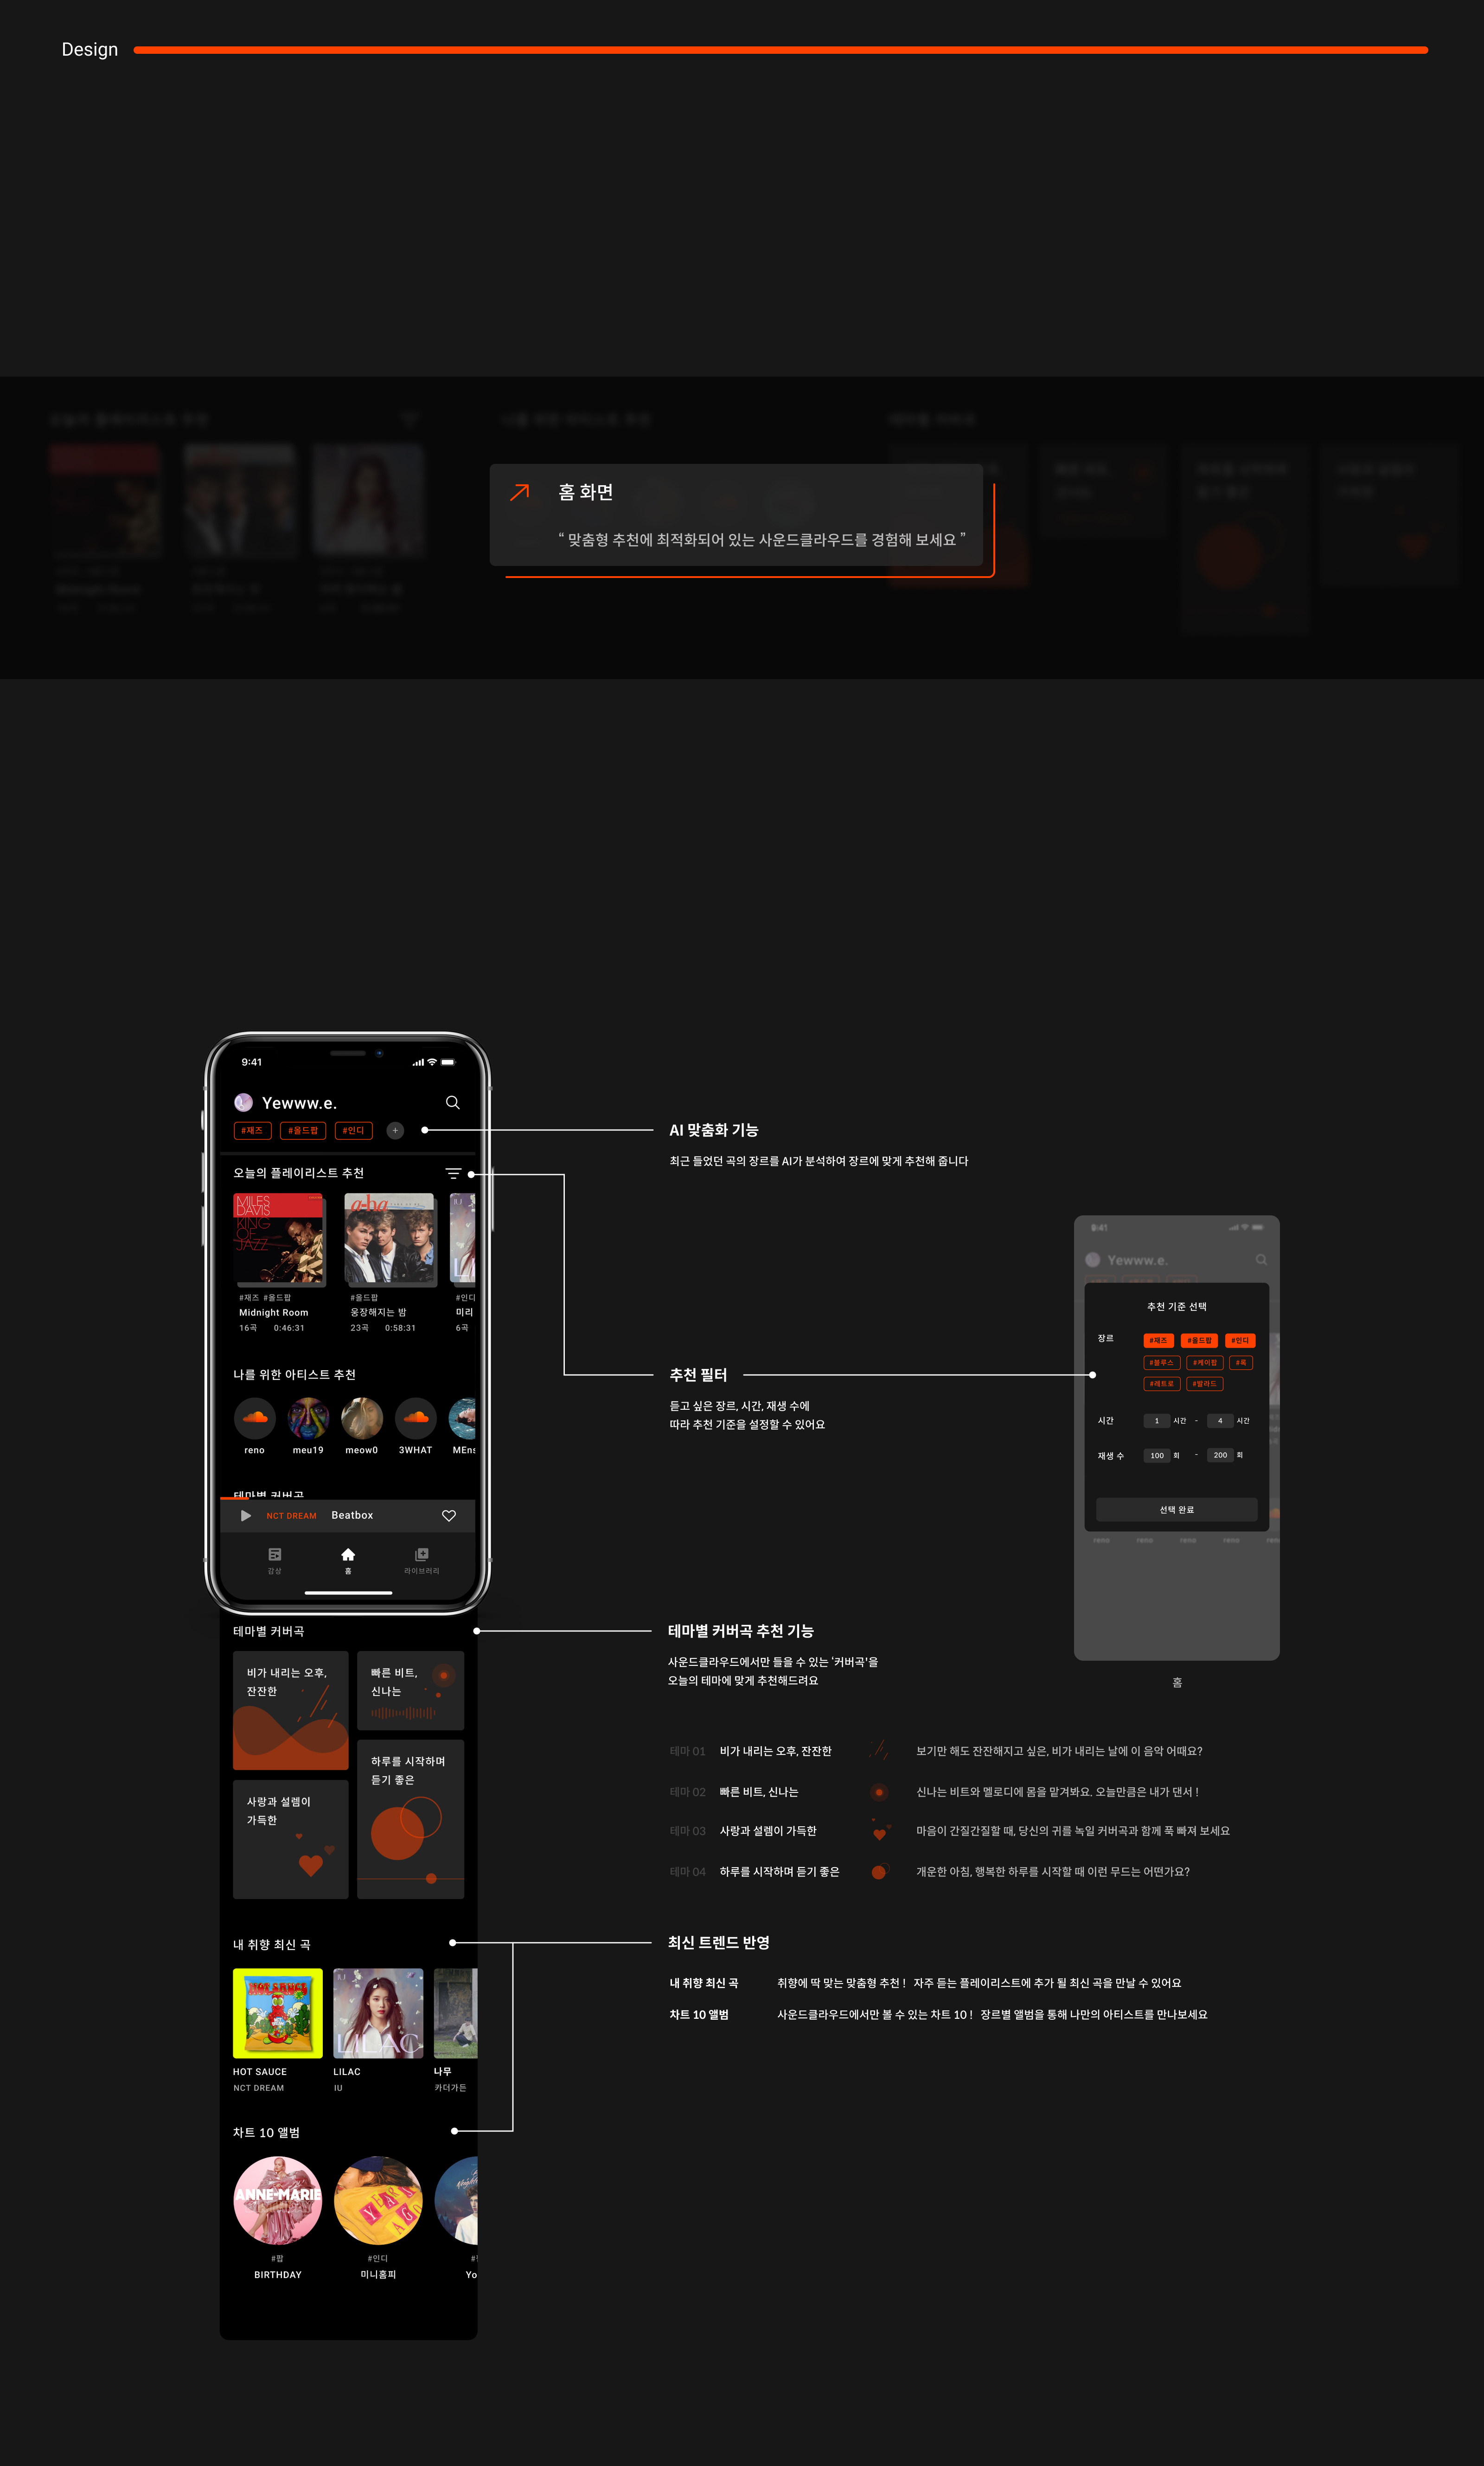 Design
홈 화면
“ 맞춤형 추천에 최적화되어 있는 사운드클라우드를 경험해 보세요 ”
9:41
Yewww.e.
#재즈 #올드팝 #인디 +
오늘의 플레이리스트 추천
MILES
DAVIS
KING
OF
JAZZ
a-ha
#재즈 #올드팝
Midnight Room
16곡 0:46:31
#올드팝
웅장해지는 밤
23곡 0:58:31
#인디
미리
6곡
나를 위한 아티스트 추천
reno meu19 meow0 3WHAT MEns
테마별 커버곡
NCT DREAM Beatbox
감상 홈 라이브러리
AI 맞춤화 기능
최근 들었던 곡의 장르를 AI가 분석하여 장르에 맞게 추천해 줍니다
추천 필터
듣고 싶은 장르, 시간, 재생 수에
따라 추천 기준을 설정할 수 있어요
9:41
Yewww.e.
추천 기준 선택
장르 #재즈 #올드팝 #인디
#블루스 #케이팝 #록
#레트로 #발라드
시간 1 시간 - 4 시간
재생 수 100 회 - 200 회
선택 완료
reno reno reno reno
홈
테마별 커버곡
비가 내리는 오후,
잔잔한
빠른 비트,
신나는
하루를 시작하며
듣기 좋은
사랑과 설렘이
가득한
테마별 커버곡 추천 기능
사운드클라우드에서만 들을 수 있는 '커버곡'을
오늘의 테마에 맞게 추천해드려요
테마 01 비가 내리는 오후, 잔잔한 보기만 해도 잔잔해지고 싶은, 비가 내리는 날에 이 음악 어때요?
테마 02 빠른 비트, 신나는 신나는 비트와 멜로디에 몸을 맡겨봐요. 오늘만큼은 내가 댄서 !
테마 03 사랑과 설렘이 가득한 마음이 간질간질할 때, 당신의 귀를 녹일 커버곡과 함께 푹 빠져 보세요
테마 04 하루를 시작하며 듣기 좋은 개운한 아침, 행복한 하루를 시작할 때 이런 무드는 어떤가요?
내 취향 최신 곡
HOT SAUCE
LILAC
HOT SAUCE
NCT DREAM
LILAC
IU
나무
카더가든
최신 트렌드 반영
내 취향 최신 곡 취향에 딱 맞는 맞춤형 추천 ! 자주 듣는 플레이리스트에 추가 될 최신 곡을 만날 수 있어요
차트 10 앨범 사운드클라우드에서만 볼 수 있는 차트 10 ! 장르별 앨범을 통해 나만의 아티스트를 만나보세요
차트 10 앨범
ANNE-MARIE
YEAR
AGO
#팝
BIRTHDAY
#인디
미니홈피
Yo